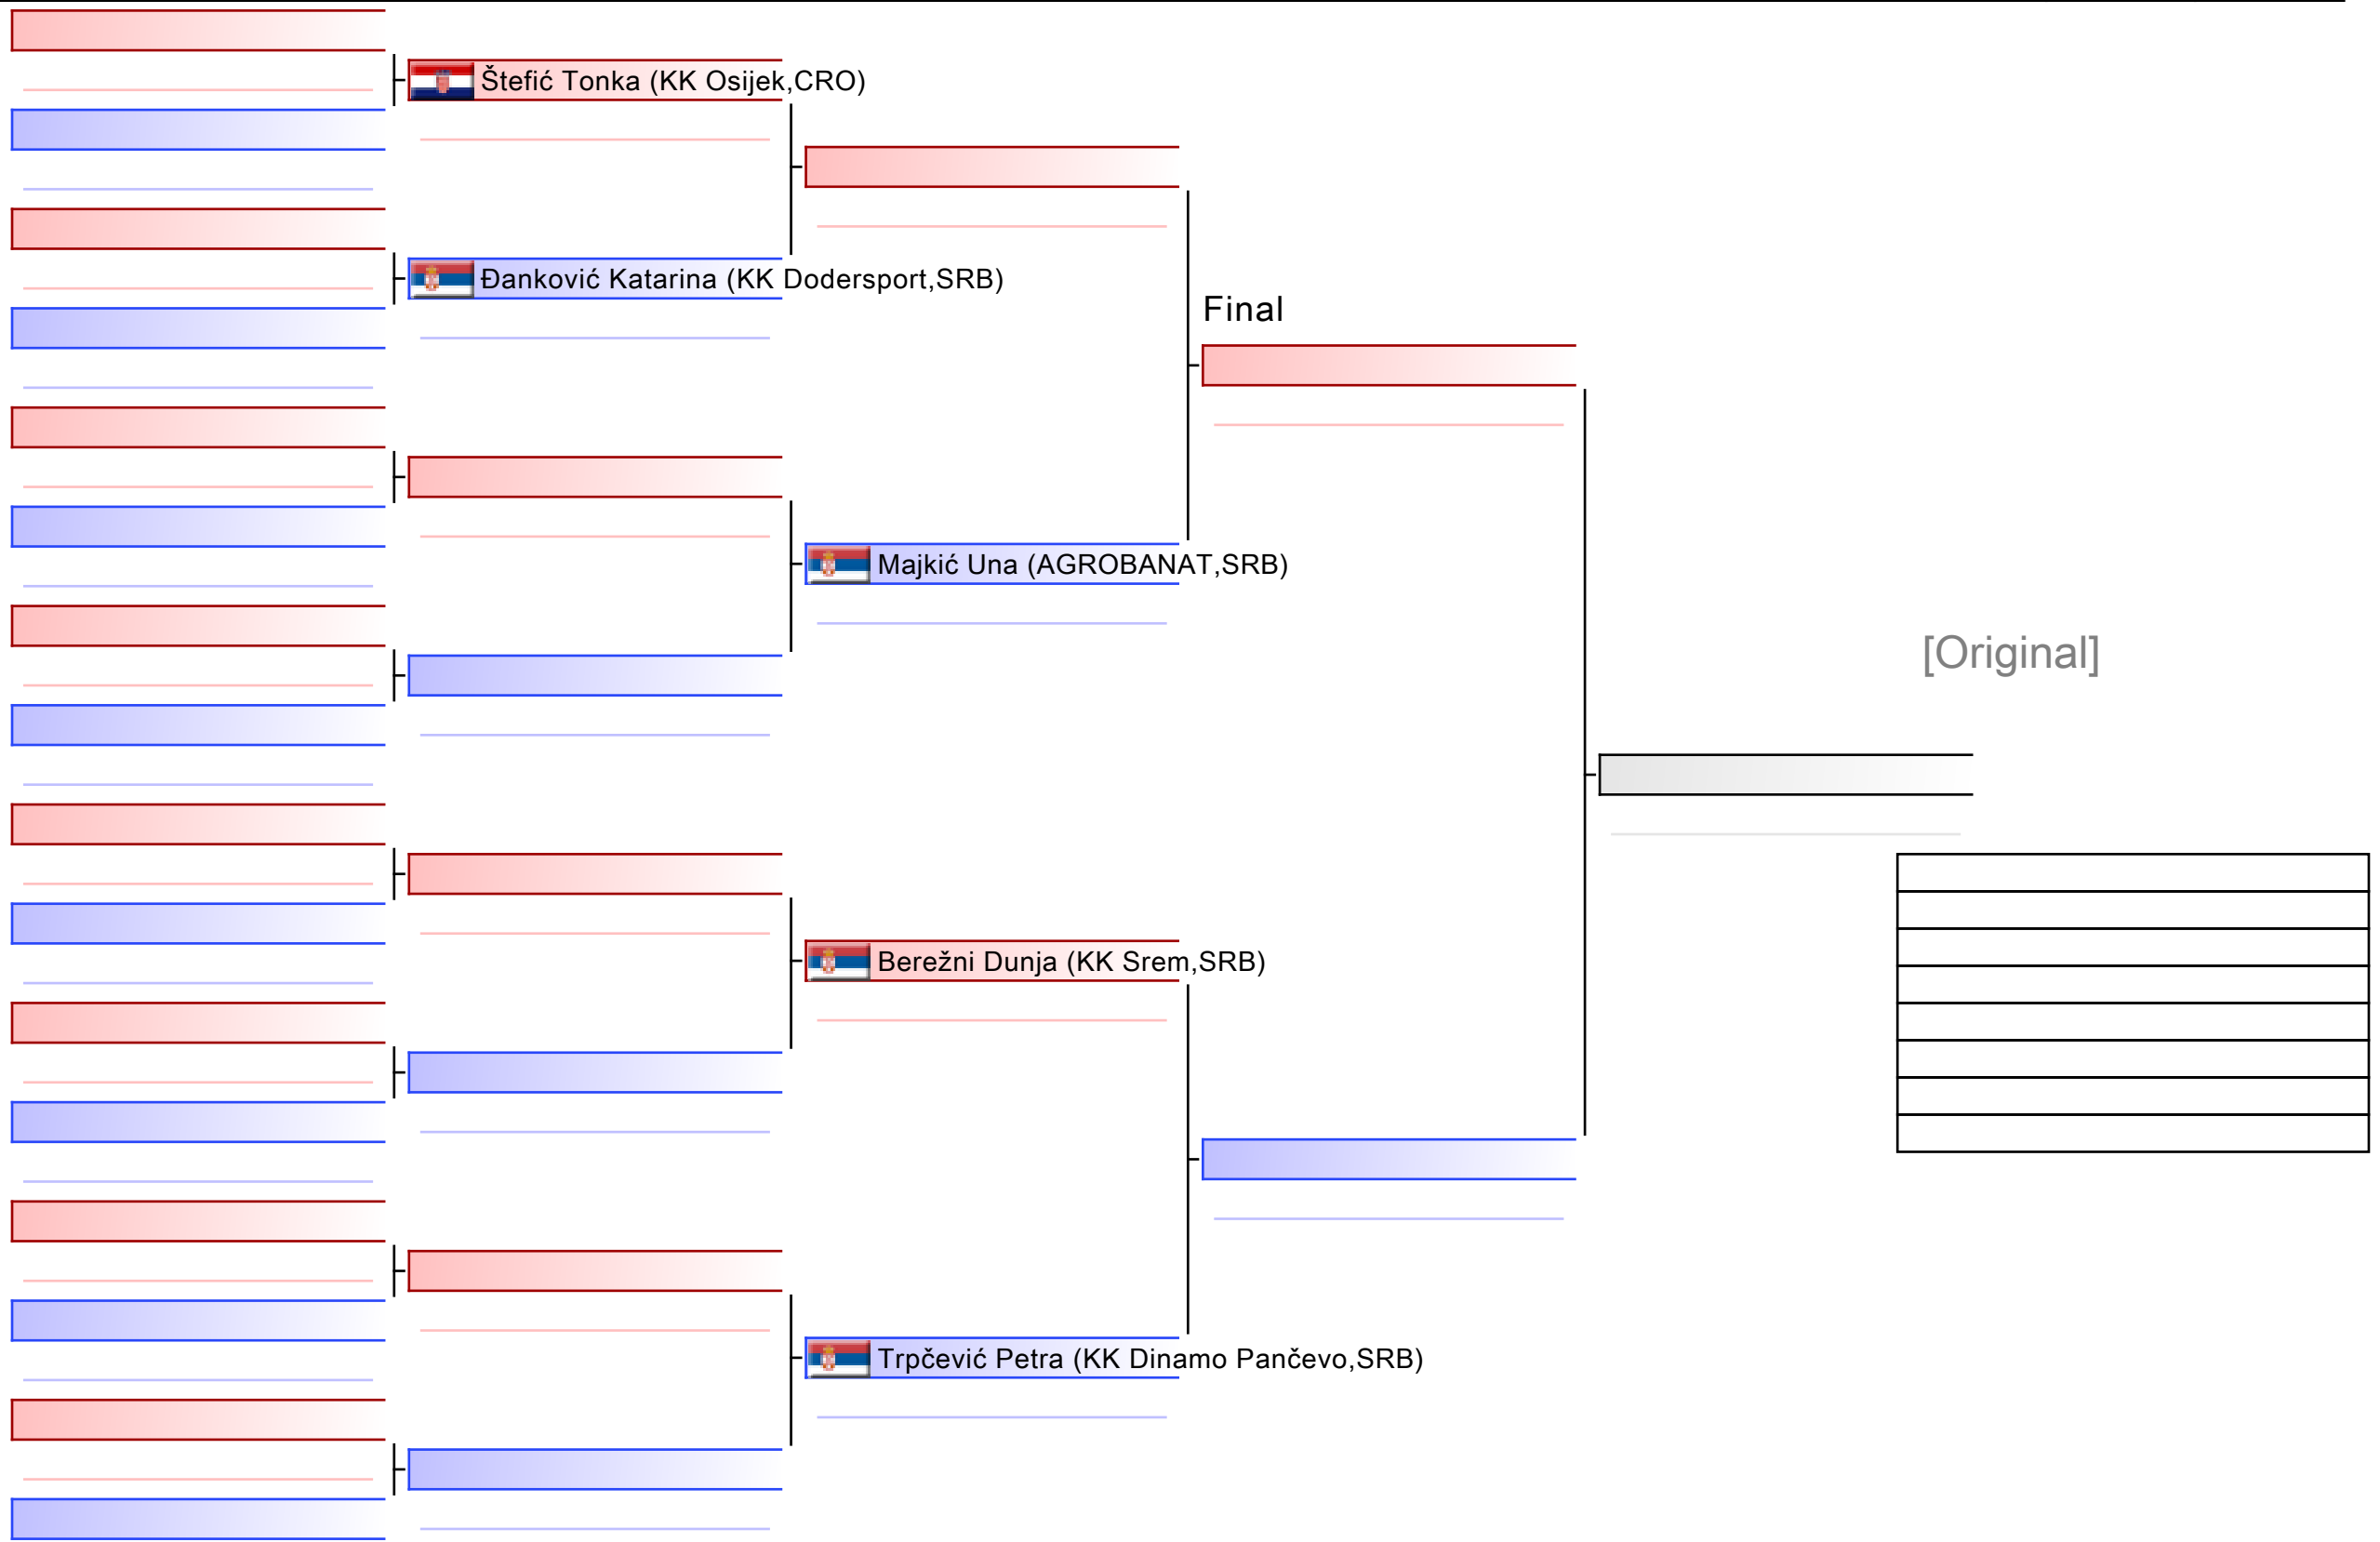 Štefić Tonka (KK Osijek,CRO)
Đanković Katarina (KK Dodersport,SRB)
Final
Majkić Una (AGROBANAT,SRB)
[Original]
Berežni Dunja (KK Srem,SRB)
Trpčević Petra (KK Dinamo Pančevo,SRB)